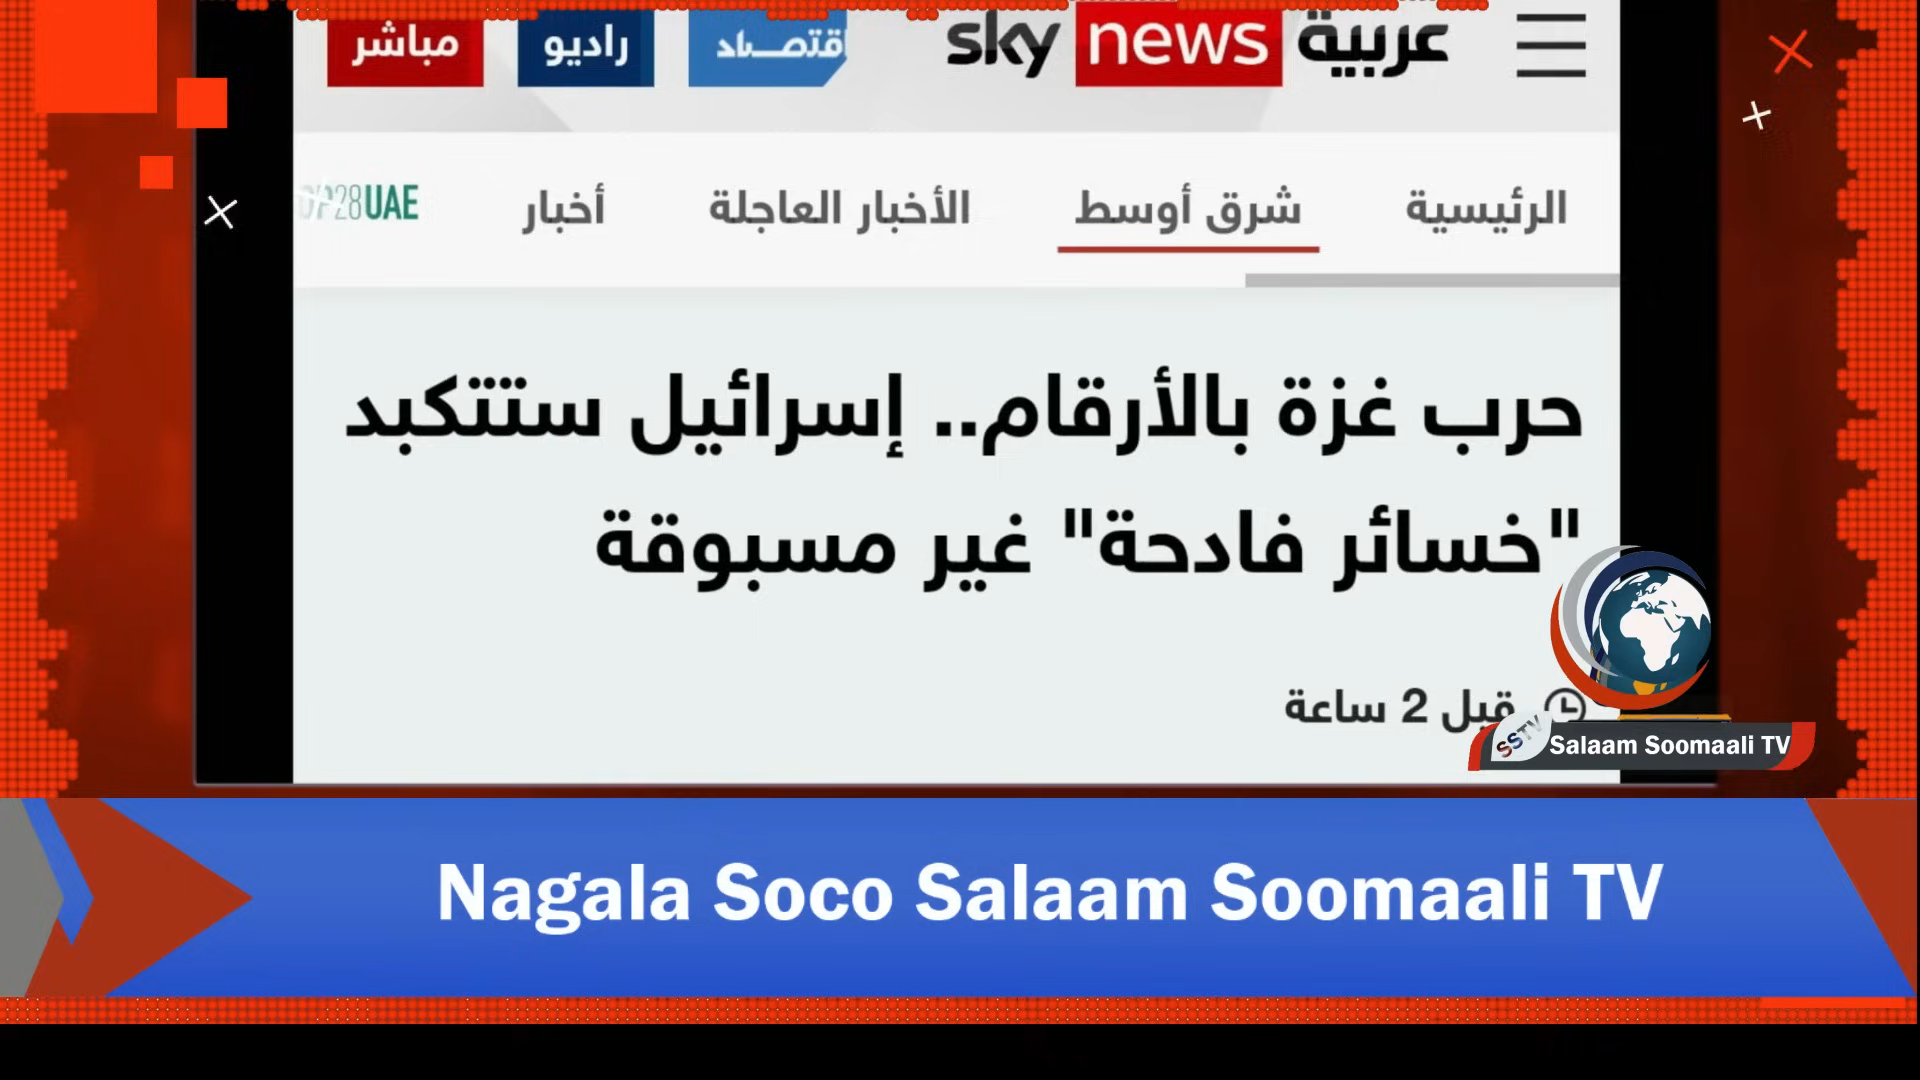 عربية sky news
اقتصاد
راديو
مباشر
الرئيسية
شرق أوسط
الأخبار العاجلة
أخبار
28UAE
حرب غزة بالأرقام.. إسرائيل ستتكبد
"خسائر فادحة" غير مسبوقة
قبل 2 ساعة
SSTV Salaam Soomaali TV
Nagala Soco Salaam Soomaali TV